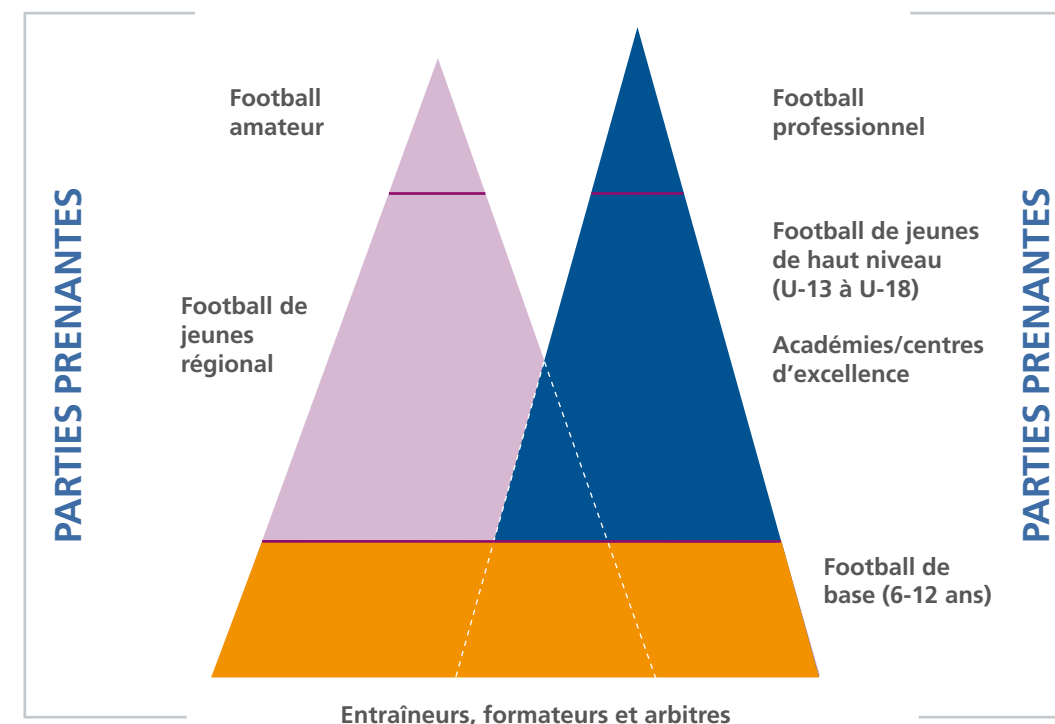 PARTIES PRENANTES
Football
amateur
Football de
jeunes
régional
Football
professionnel
Football de jeunes
de haut niveau
(U-13 à U-18)
Académies/centres
d’excellence
Football de
base (6-12 ans)
PARTIES PRENANTES
Entraîneurs, formateurs et arbitres